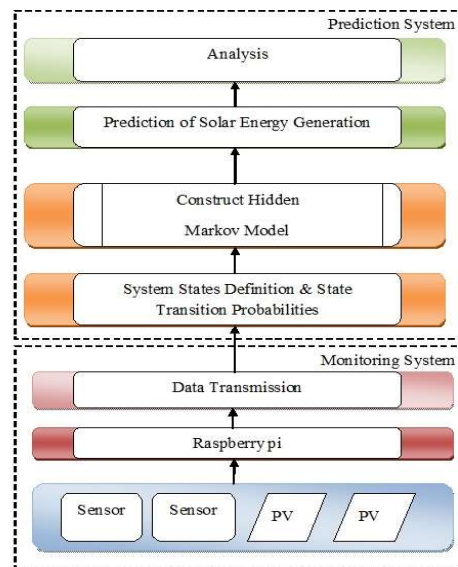 Prediction System
Analysis
Prediction of Solar Energy Generation
Construct Hidden
Markov Model
System States Definition & State
Transition Probabilities
Monitoring System
Data Transmission
Raspberry pi
Sensor Sensor PV PV